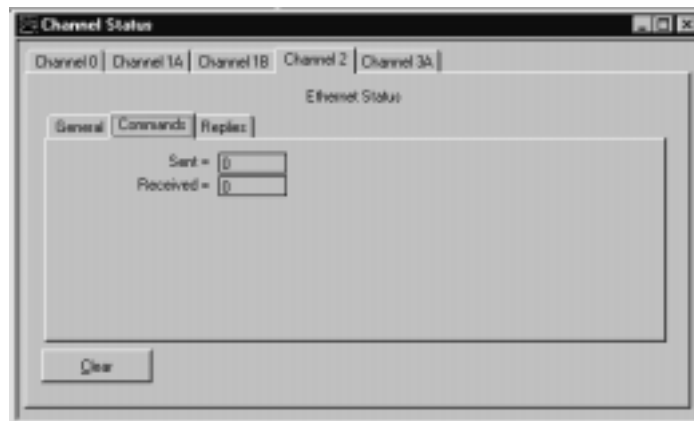 Channel Status
Channel 0 Channel 1A Channel 1B Channel 2 Channel 3A
Ethernet Status
General Commands Replies
Sent = 0
Received = 0
Clear